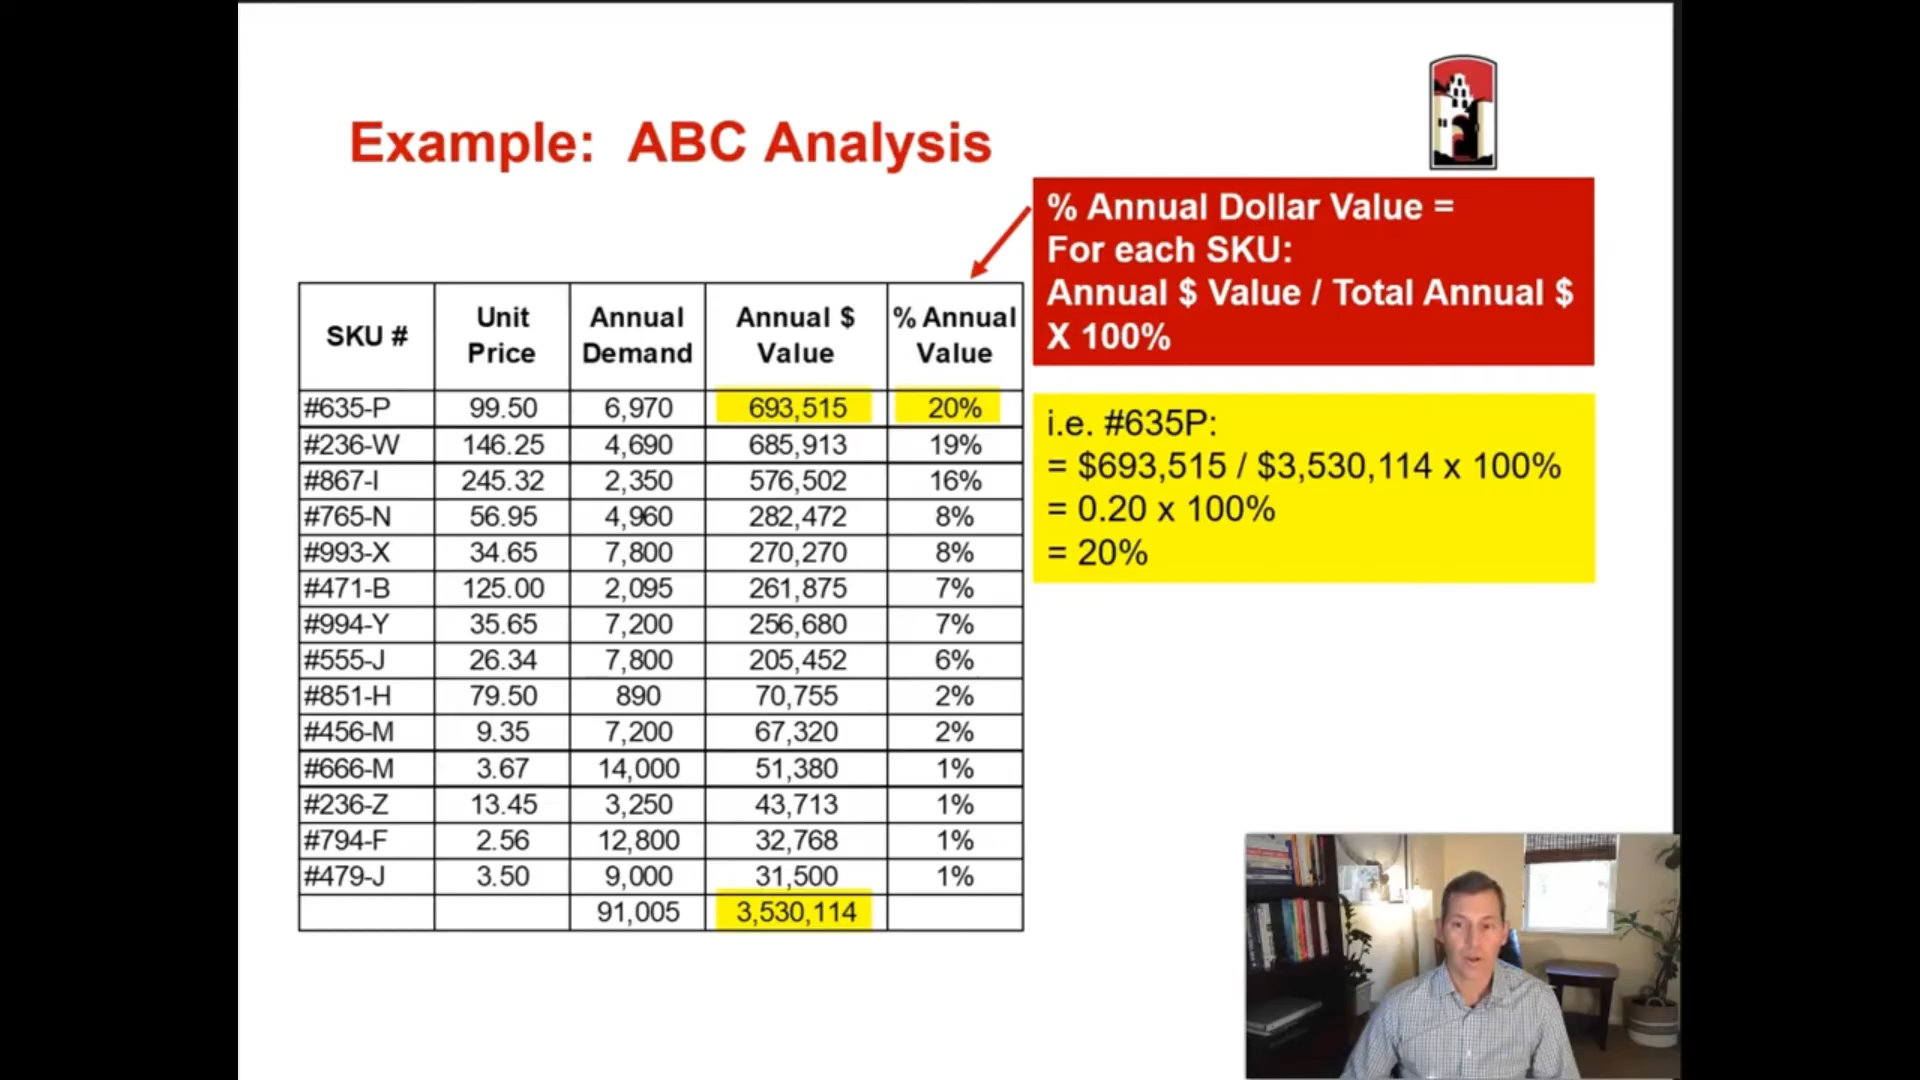 Example: ABC Analysis
% Annual Dollar Value =
For each SKU:
Annual $ Value / Total Annual $
X 100%
SKU # Unit Price Annual Demand Annual $ Value % Annual Value
#635-P 99.50 6,970 693,515 20%
#236-W 146.25 4,690 685,913 19%
#867-I 245.32 2,350 576,502 16%
#765-N 56.95 4,960 282,472 8%
#993-X 34.65 7,800 270,270 8%
#471-B 125.00 2,095 261,875 7%
#994-Y 35.65 7,200 256,680 7%
#555-J 26.34 7,800 205,452 6%
#851-H 79.50 890 70,755 2%
#456-M 9.35 7,200 67,320 2%
#666-M 3.67 14,000 51,380 1%
#236-Z 13.45 3,250 43,713 1%
#794-F 2.56 12,800 32,768 1%
#479-J 3.50 9,000 31,500 1%
91,005 3,530,114
i.e. #635P:
= $693,515 / $3,530,114 x 100%
= 0.20 x 100%
= 20%